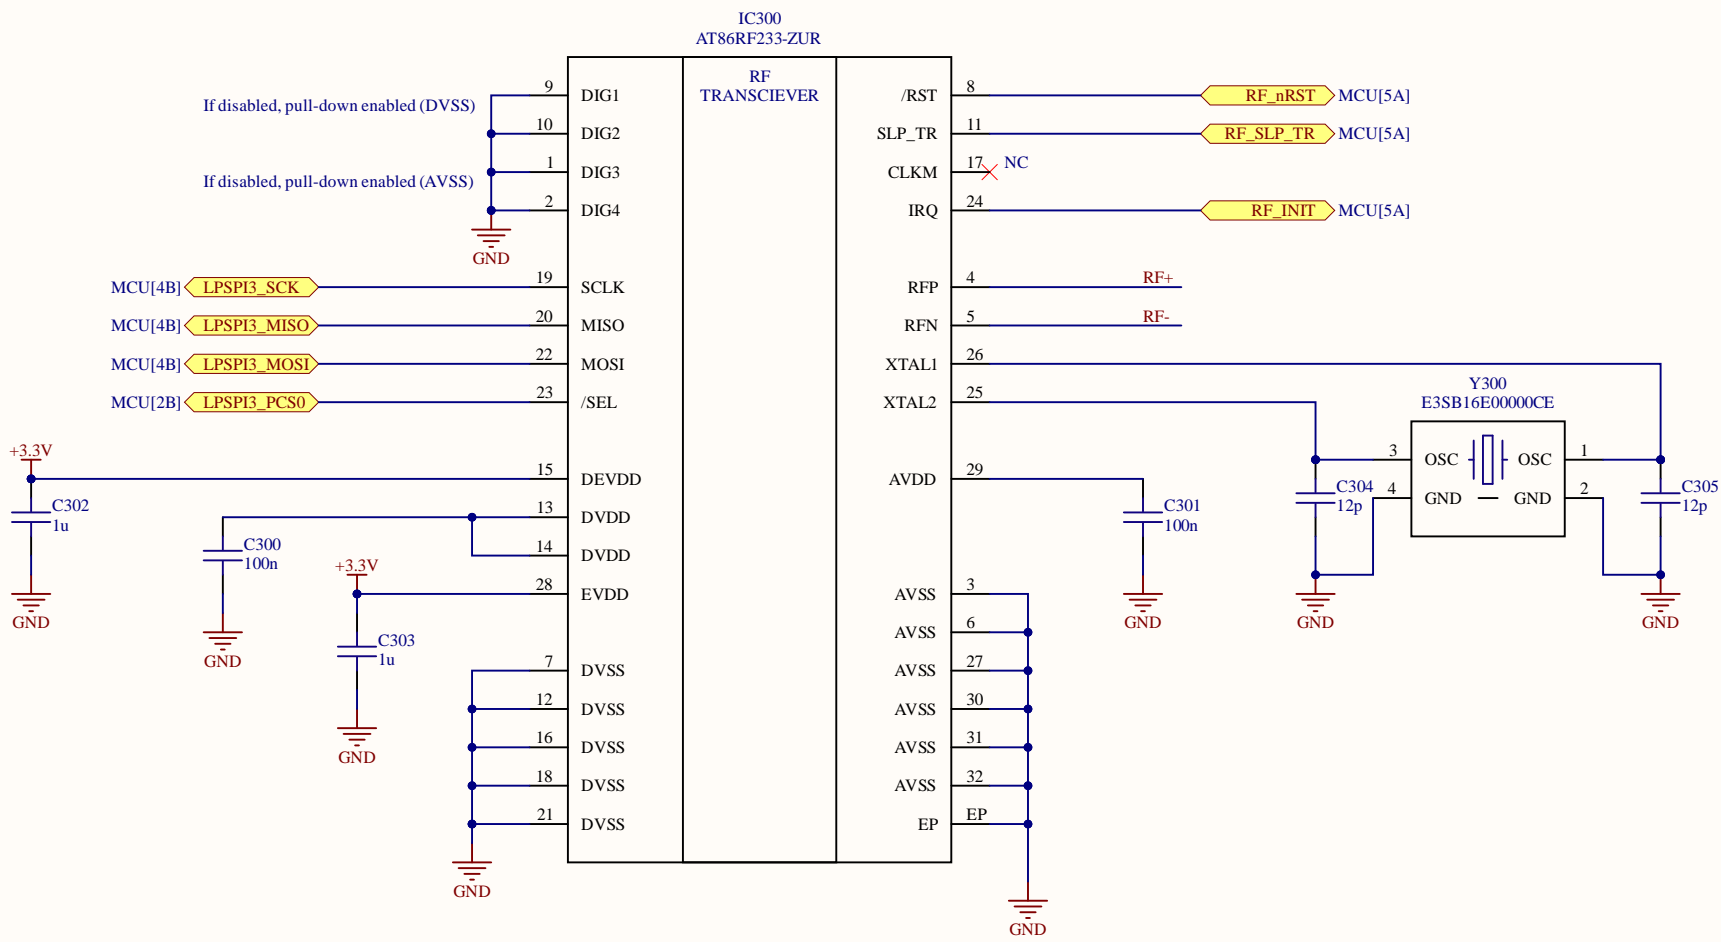 IC300
AT86RF233-ZUR
RF
TRANSCIEVER
If disabled, pull-down enabled (DVSS)
If disabled, pull-down enabled (AVSS)
9 DIG1
10 DIG2
1 DIG3
2 DIG4
GND
MCU[4B] LPSPI3_SCK 19 SCLK
MCU[4B] LPSPI3_MISO 20 MISO
MCU[4B] LPSPI3_MOSI 22 MOSI
MCU[2B] LPSPI3_PCS0 23 /SEL
+3.3V
15 DEVDD
C302
1u
GND
13 DVDD
14 DVDD
C300
100n
GND
+3.3V
28 EVDD
C303
1u
GND
7 DVSS
12 DVSS
16 DVSS
18 DVSS
21 DVSS
GND
/RST 8 RF_nRST MCU[5A]
SLP_TR 11 RF_SLP_TR MCU[5A]
CLKM 17 NC
IRQ 24 RF_INIT MCU[5A]
RFP 4 RF+
RFN 5 RF-
XTAL1 26
XTAL2 25
Y300
E3SB16E00000CE
3 OSC OSC 1
4 GND GND 2
C304
12p
GND
C305
12p
GND
AVDD 29
C301
100n
GND
AVSS 3
AVSS 6
AVSS 27
AVSS 30
AVSS 31
AVSS 32
EP EP
GND